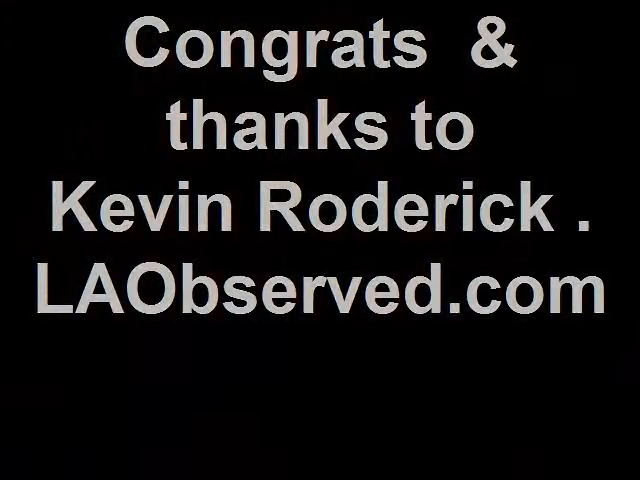 Congrats  &
thanks to
Kevin Roderick .
LAObserved.com